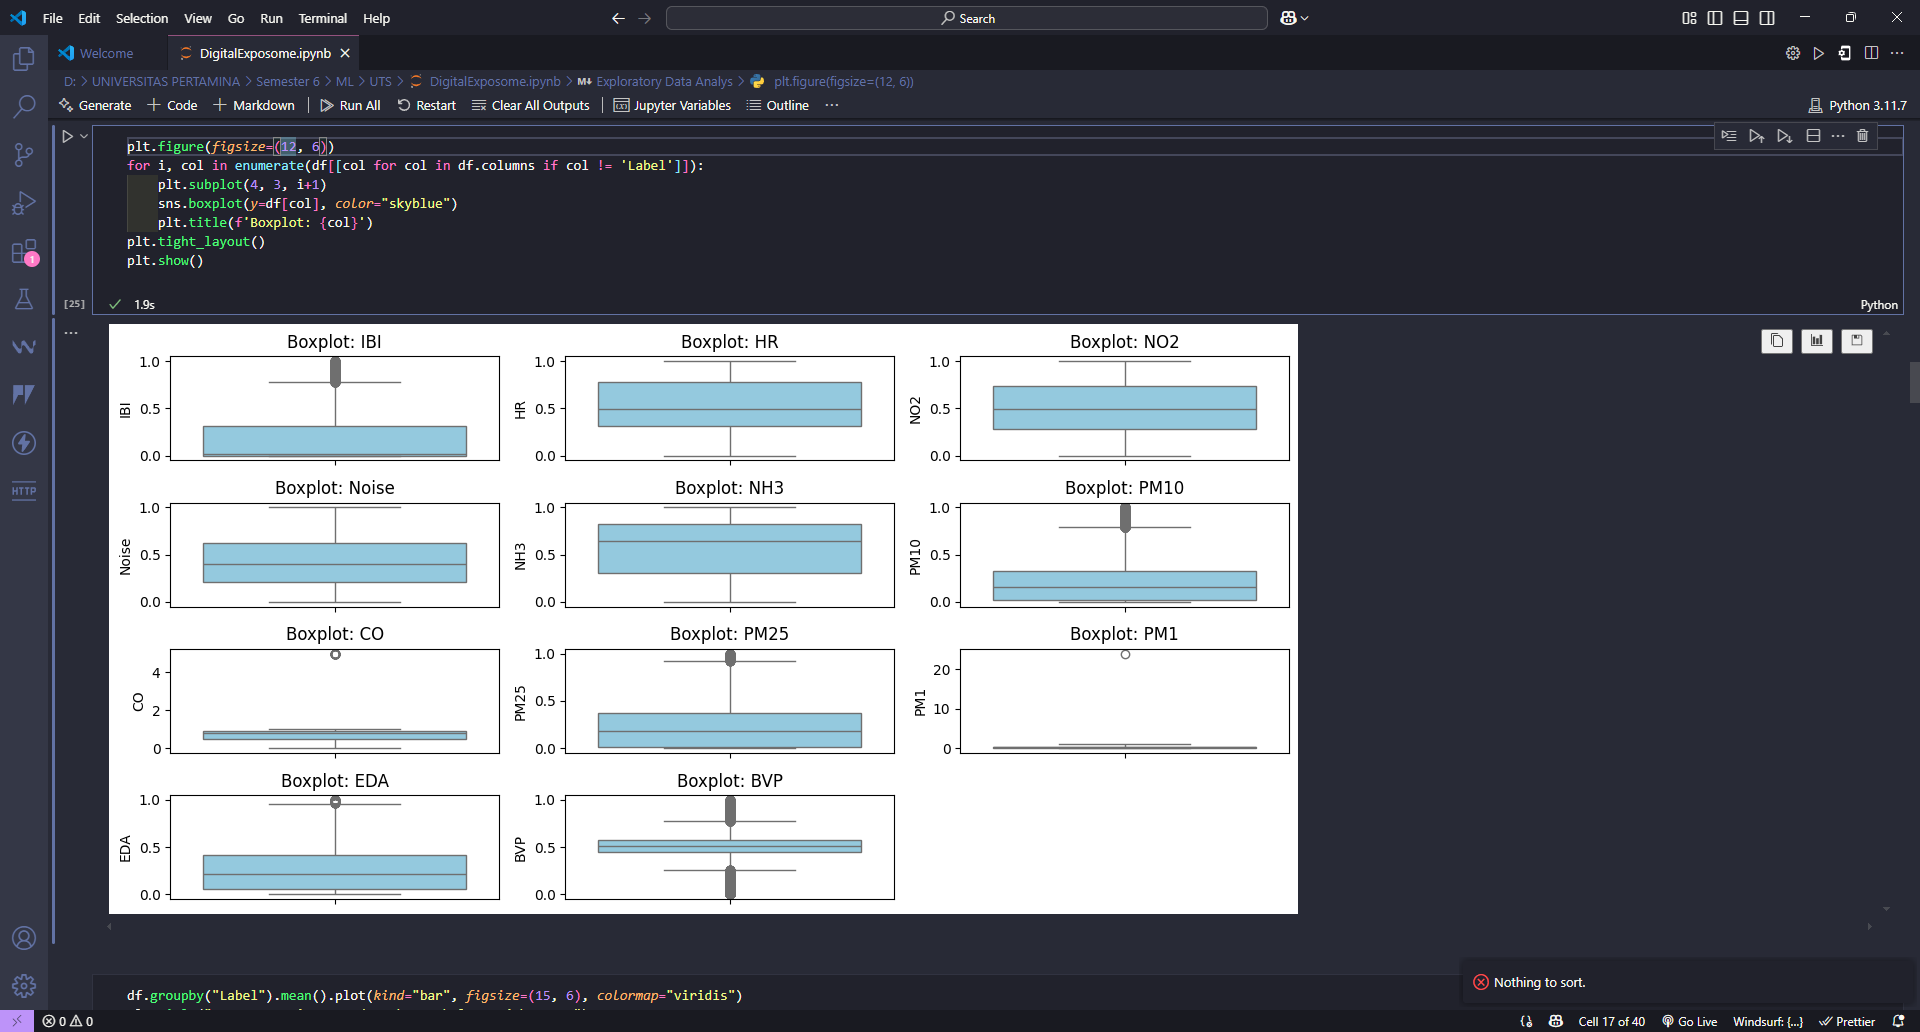 File Edit Selection View Go Run Terminal Help
Search
Welcome
DigitalExposome.ipynb
D: > UNIVERSITAS PERTAMINA > Semester 6 > ML > UTS > DigitalExposome.ipynb > M↓ Exploratory Data Analys > plt.figure(figsize=(12, 6))
Generate + Code + Markdown Run All Restart Clear All Outputs Jupyter Variables Outline ...
Python 3.11.7
plt.figure(figsize=(12, 6))
for i, col in enumerate(df[[col for col in df.columns if col != 'Label']]):
    plt.subplot(4, 3, i+1)
    sns.boxplot(y=df[col], color="skyblue")
    plt.title(f'Boxplot: {col}')
plt.tight_layout()
plt.show()
[25] 1.9s
Python
Boxplot: IBI
1.0
0.5
0.0
IBI
Boxplot: HR
1.0
0.5
0.0
HR
Boxplot: NO2
1.0
0.5
0.0
NO2
Boxplot: Noise
1.0
0.5
0.0
Noise
Boxplot: NH3
1.0
0.5
0.0
NH3
Boxplot: PM10
1.0
0.5
0.0
PM10
Boxplot: CO
4
2
0
CO
Boxplot: PM25
1.0
0.5
0.0
PM25
Boxplot: PM1
20
10
0
PM1
Boxplot: EDA
1.0
0.5
0.0
EDA
Boxplot: BVP
1.0
0.5
0.0
BVP
1
HTTP
Nothing to sort.
df.groupby("Label").mean().plot(kind="bar", figsize=(15, 6), colormap="viridis")
0 0
Cell 17 of 40
Go Live
Windsurf: {...}
Prettier